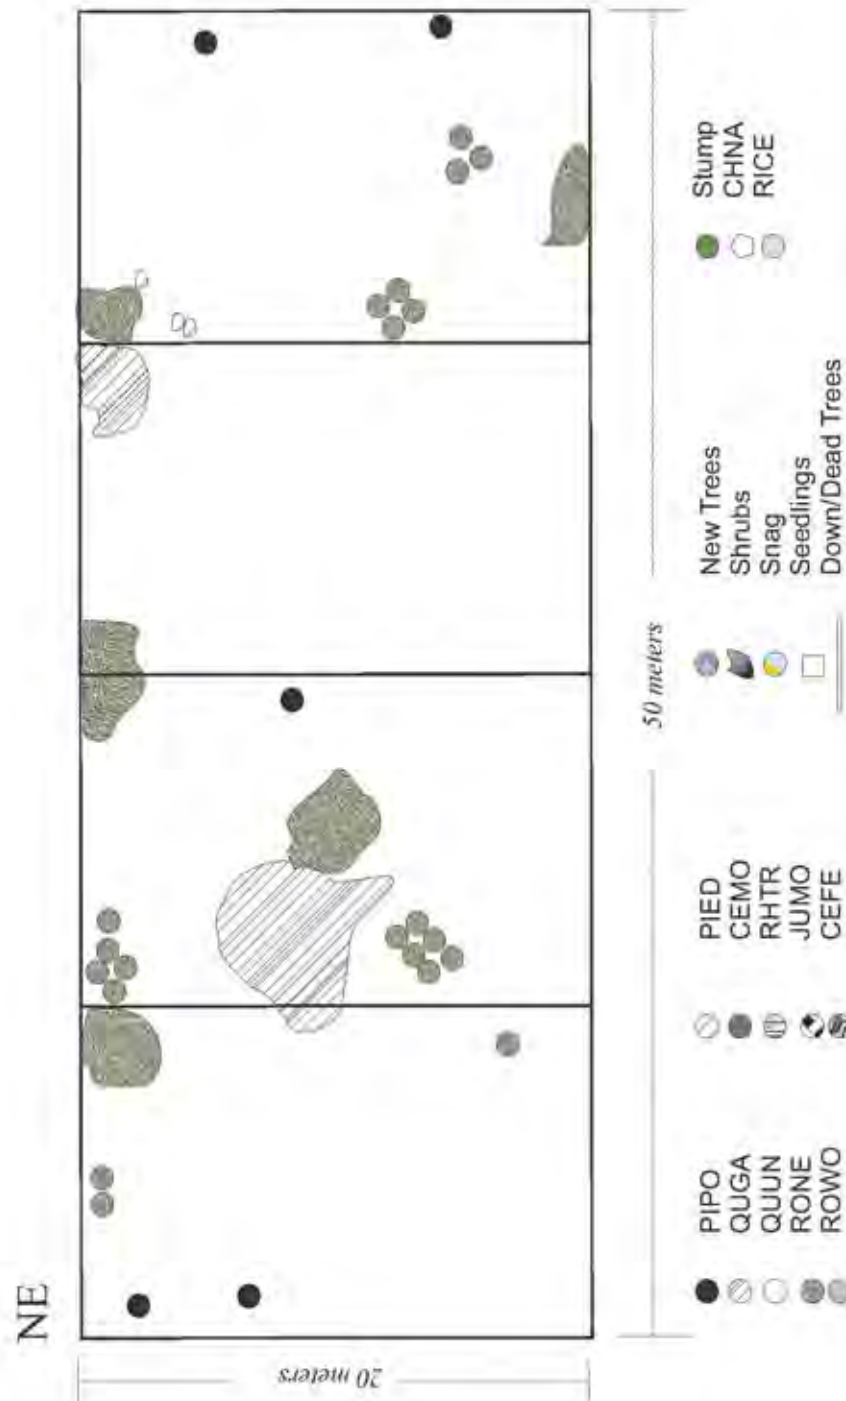 NE
20 meters
50 meters
PIPO
QUGA
QUUN
RONE
ROWO
PIED
CEMO
RHTR
JUMO
CEFE
New Trees
Shrubs
Snag
Seedlings
Down/Dead Trees
Stump
CHNA
RICE